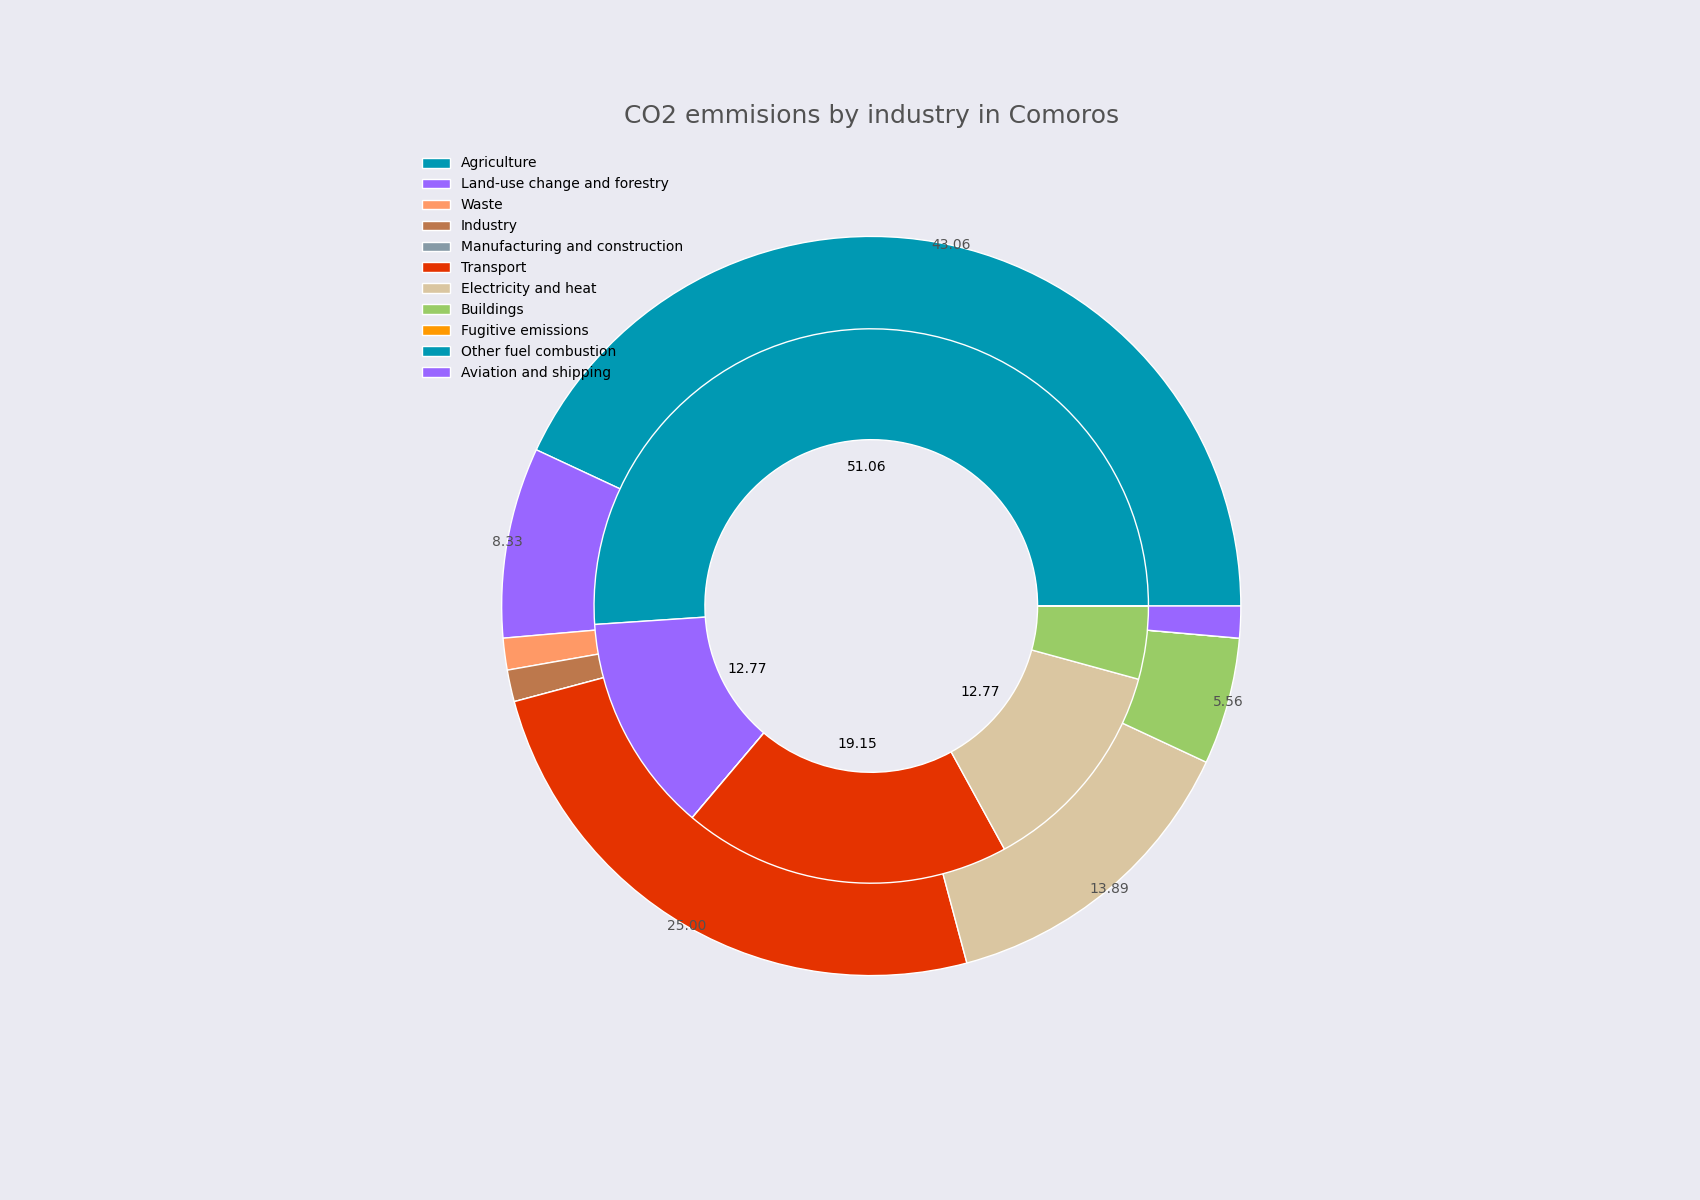 CO2 emmisions by industry in Comoros
Agriculture
Land-use change and forestry
Waste
Industry
Manufacturing and construction
Transport
Electricity and heat
Buildings
Fugitive emissions
Other fuel combustion
Aviation and shipping
43.06
51.06
8.33
12.77
12.77
5.56
19.15
13.89
25.00